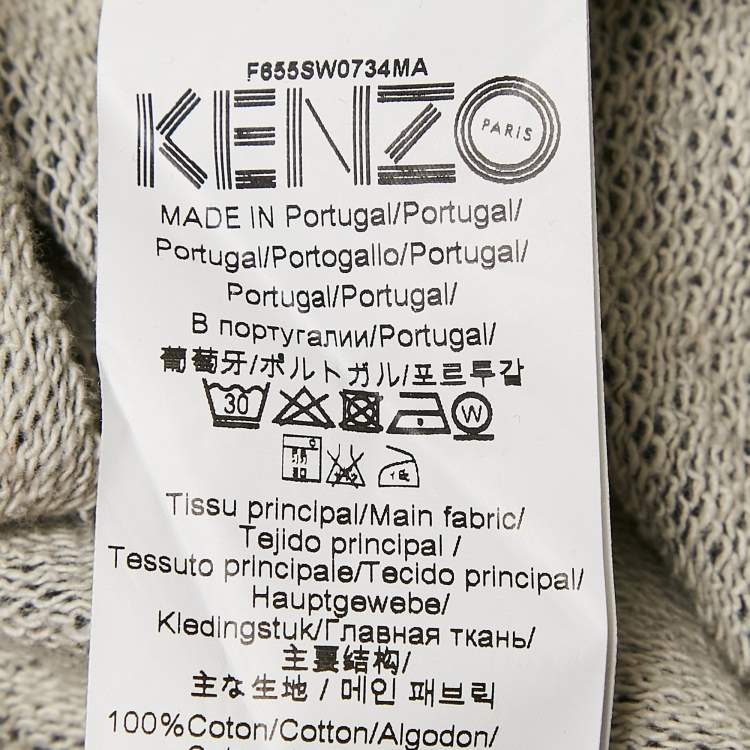 F655SW0734MA
KENZO
PARIS
MADE IN Portugal/Portugal/
Portugal/Portogallo/Portugal/
Portugal/Portugal/
В португалии/Portugal/
葡萄牙/ポルトガル/포르투갈
30 W
Tissu principal/Main fabric/
Tejido principal /
Tessuto principale/Tecido principal/
Hauptgewebe/
Kledingstuk/Главная ткань/
主要结构/
主な生地 / 메인 패브릭
100%Coton/Cotton/Algodon/